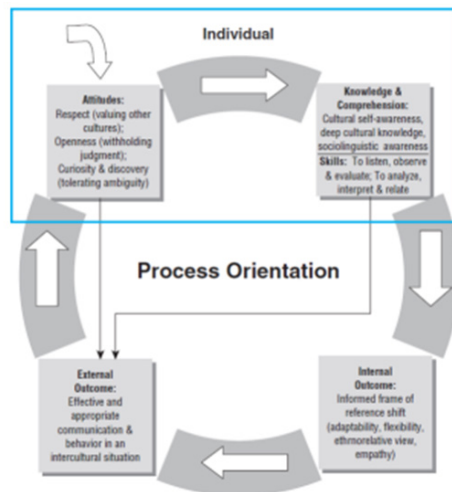 Individual
Attitudes:
Respect (valuing other
cultures);
Openness (withholding
judgment);
Curiosity & discovery
(tolerating ambiguity)
Knowledge &
Comprehension:
Cultural self-awareness,
deep cultural knowledge,
sociolinguistic awareness
Skills: To listen, observe
& evaluate; To analyze,
interpret & relate
Process Orientation
External
Outcome:
Effective and
appropriate
communication &
behavior in an
intercultural situation
Internal
Outcome:
Informed frame of
reference shift
(adaptability, flexibility,
ethnorelative view,
empathy)